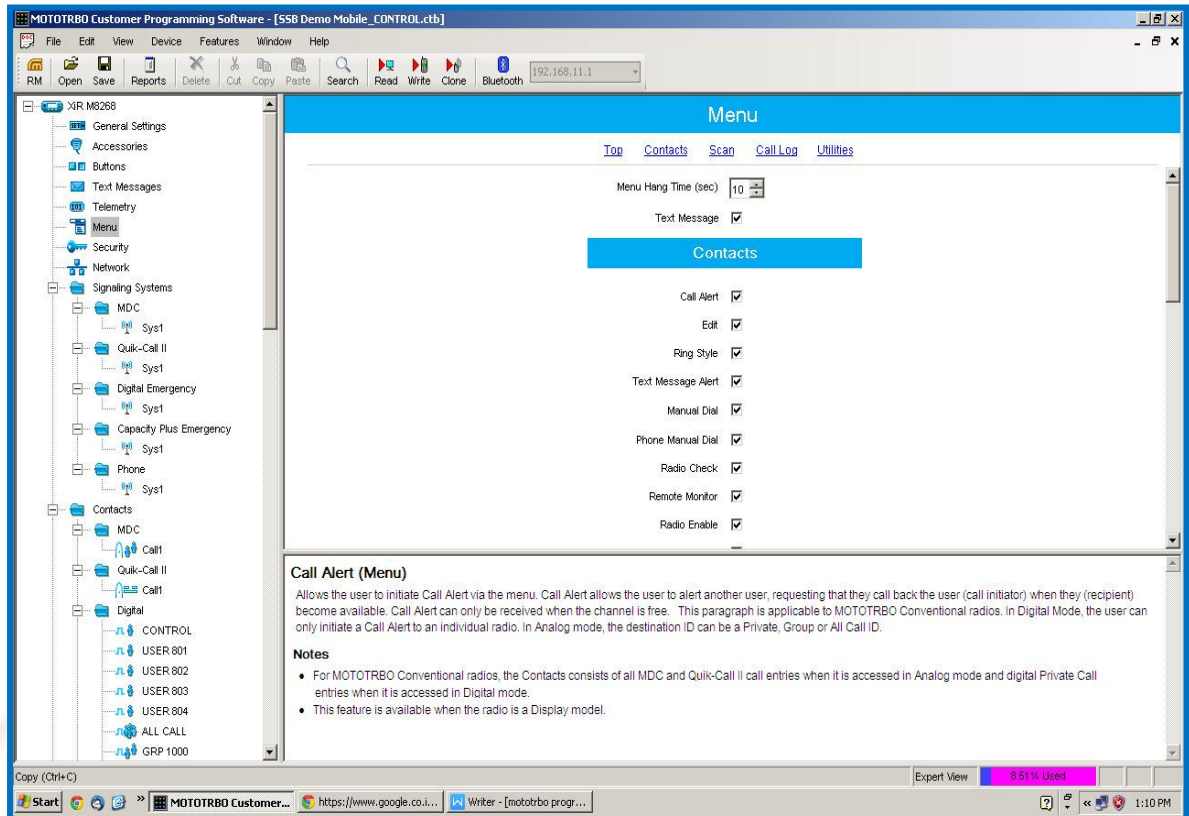 MOTOTRBO Customer Programming Software - [SSB Demo Mobile_CONTROL.ctb]
File Edit View Device Features Window Help
RM Open Save Reports Delete Cut Copy Paste Search Read Write Clone Bluetooth 192.168.11.1
XiR M8268
General Settings
Accessories
Buttons
Text Messages
Telemetry
Menu
Security
Network
Signaling Systems
MDC
Sys1
Quik-Call II
Sys1
Digital Emergency
Sys1
Capacity Plus Emergency
Sys1
Phone
Sys1
Contacts
MDC
Call1
Quik-Call II
Call1
Digital
CONTROL
USER 801
USER 802
USER 803
USER 804
ALL CALL
GRP 1000
Menu
Top Contacts Scan Call Log Utilities
Menu Hang Time (sec) 10
Text Message
Contacts
Call Alert
Edit
Ring Style
Text Message Alert
Manual Dial
Phone Manual Dial
Radio Check
Remote Monitor
Radio Enable
Call Alert (Menu)
Allows the user to initiate Call Alert via the menu. Call Alert allows the user to alert another user, requesting that they call back the user (call initiator) when they (recipient)
become available. Call Alert can only be received when the channel is free. This paragraph is applicable to MOTOTRBO Conventional radios. In Digital Mode, the user can
only initiate a Call Alert to an individual radio. In Analog mode, the destination ID can be a Private, Group or All Call ID.
Notes
• For MOTOTRBO Conventional radios, the Contacts consists of all MDC and Quik-Call II call entries when it is accessed in Analog mode and digital Private Call
entries when it is accessed in Digital mode.
• This feature is available when the radio is a Display model.
Copy (Ctrl+C)
Expert View 8.51% Used
Start » MOTOTRBO Customer... https://www.google.co.i... Writer - [mototrbo progr... « 1:10 PM